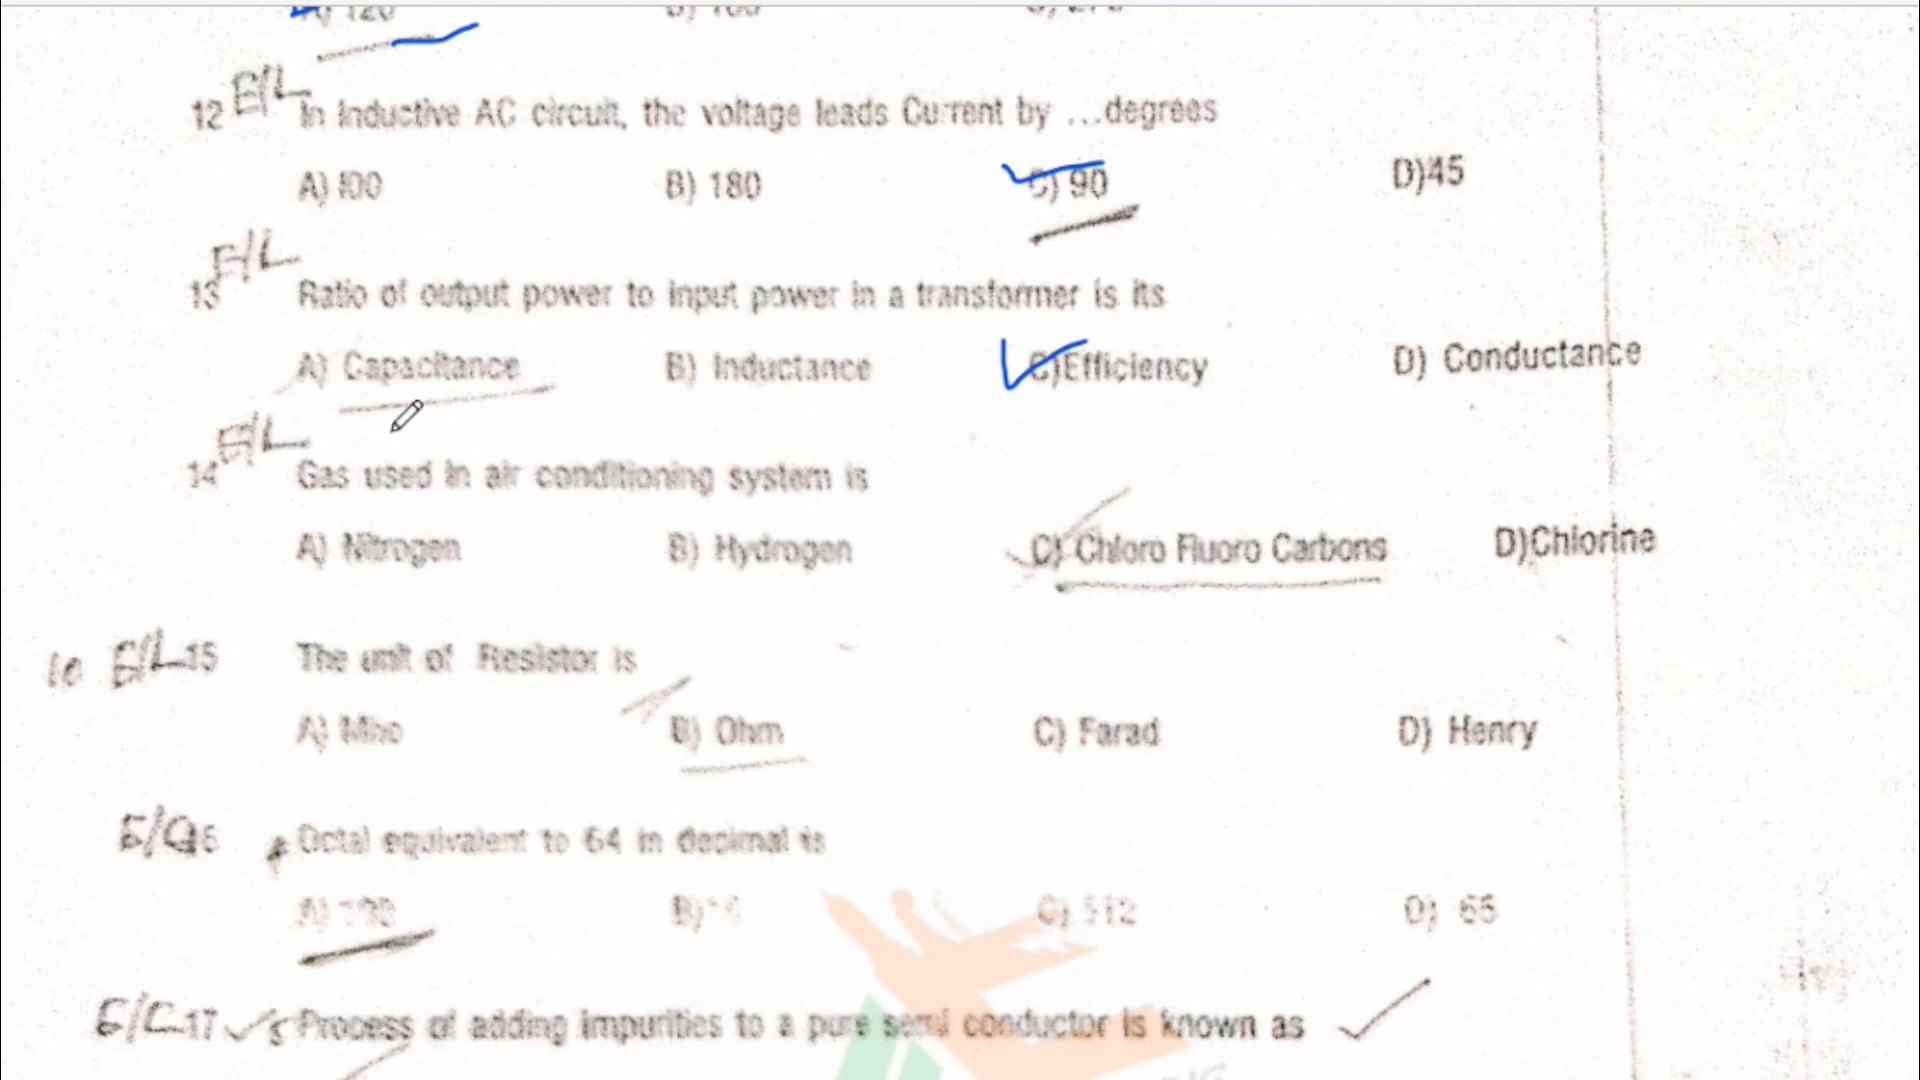 12 E/L In Inductive AC circuit, the voltage leads Current by ...degrees
A) 100 B) 180 C) 90 D)45
13 E/L Ratio of output power to input power in a transformer is its
A) Capacitance B) Inductance C)Efficiency D) Conductance
14 E/L Gas used in air conditioning system is
A) Nitrogen B) Hydrogen C) Chloro Fluoro Carbons D)Chlorine
E/L 15 The unit of Resistor is
A) Mho B) Ohm C) Farad D) Henry
Octal equivalent to 64 in decimal is
A) B) C) 512 D) 65
17 Process of adding impurities to a pure semi conductor is known as